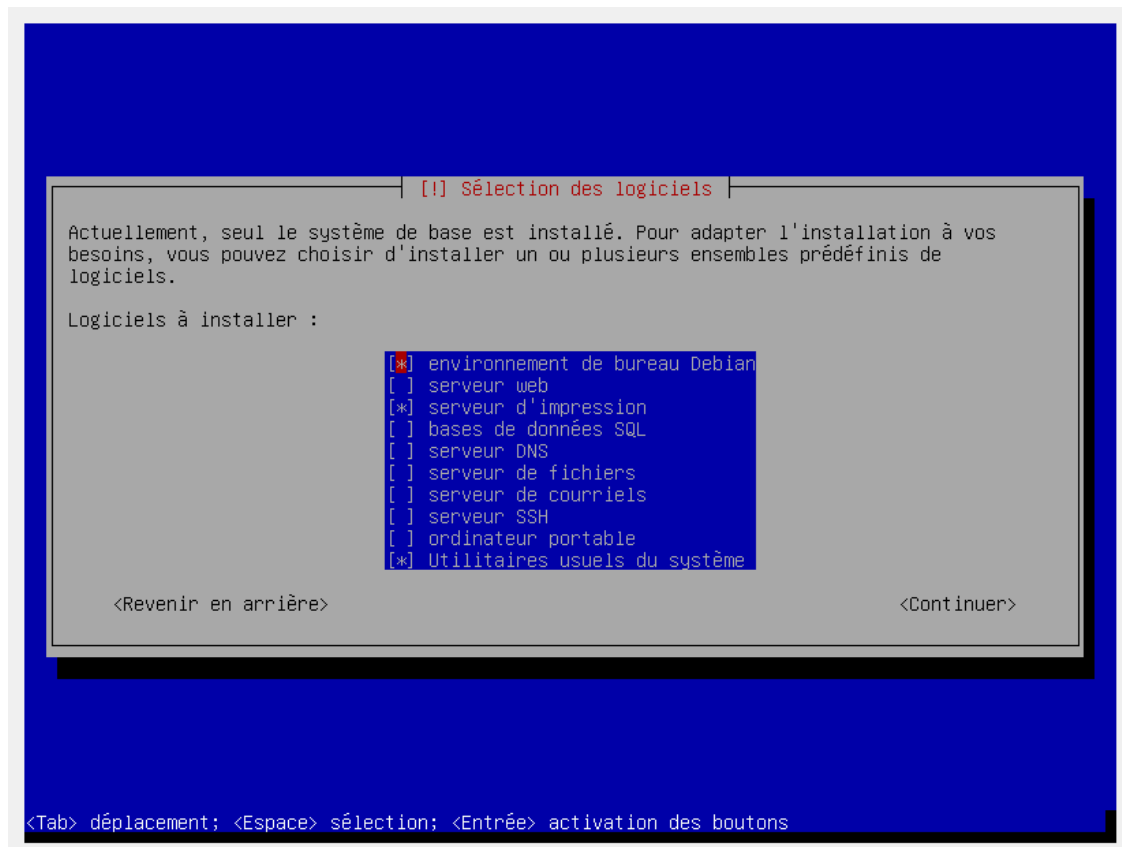 [!] Sélection des logiciels
Actuellement, seul le système de base est installé. Pour adapter l'installation à vos
besoins, vous pouvez choisir d'installer un ou plusieurs ensembles prédéfinis de
logiciels.
Logiciels à installer :
[*] environnement de bureau Debian
[ ] serveur web
[*] serveur d'impression
[ ] bases de données SQL
[ ] serveur DNS
[ ] serveur de fichiers
[ ] serveur de courriels
[ ] serveur SSH
[ ] ordinateur portable
[*] Utilitaires usuels du système
<Revenir en arrière> <Continuer>
<Tab> déplacement; <Espace> sélection; <Entrée> activation des boutons